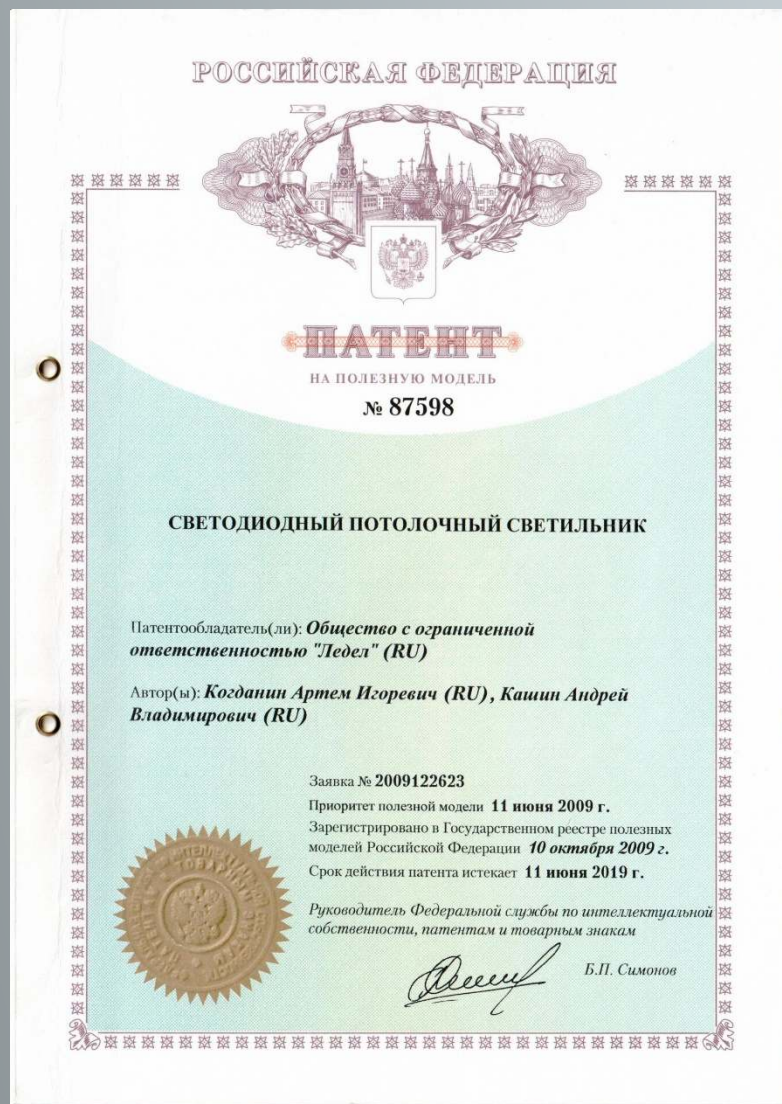 РОССИЙСКАЯ ФЕДЕРАЦИЯ
ПАТЕНТ
НА ПОЛЕЗНУЮ МОДЕЛЬ
№ 87598
СВЕТОДИОДНЫЙ ПОТОЛОЧНЫЙ СВЕТИЛЬНИК
Патентообладатель(ли): Общество с ограниченной
ответственностью "Ледел" (RU)
Автор(ы): Когданин Артем Игоревич (RU), Кашин Андрей
Владимирович (RU)
Заявка № 2009122623
Приоритет полезной модели 11 июня 2009 г.
Зарегистрировано в Государственном реестре полезных
моделей Российской Федерации 10 октября 2009 г.
Срок действия патента истекает 11 июня 2019 г.
Руководитель Федеральной службы по интеллектуальной
собственности, патентам и товарным знакам
Б.П. Симонов